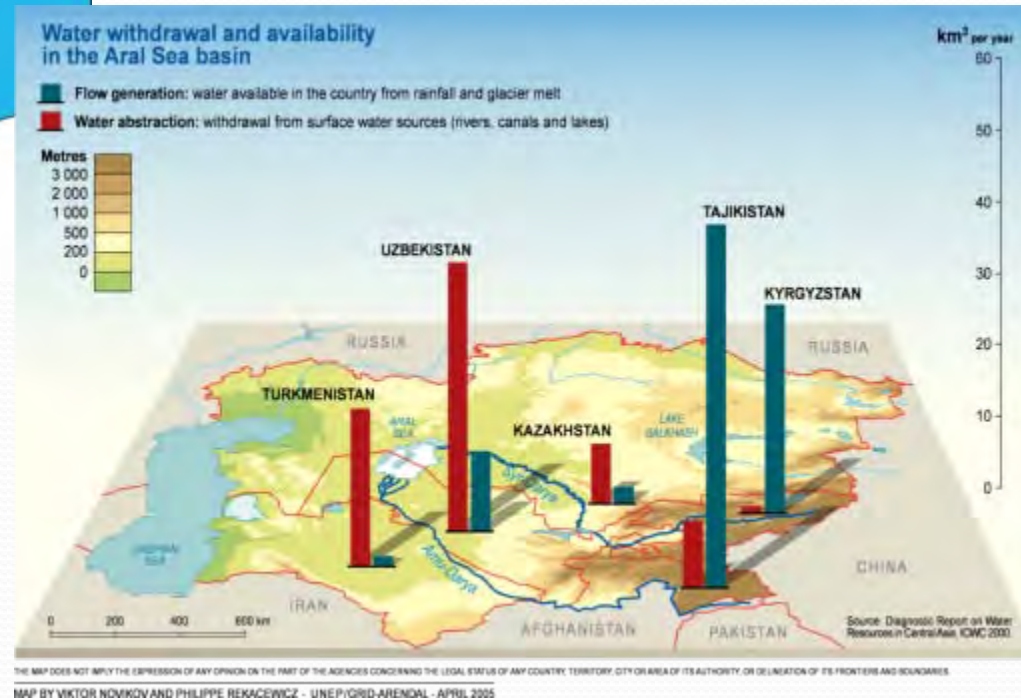 Water withdrawal and availability
in the Aral Sea basin
Flow generation: water available in the country from rainfall and glacier melt
Water abstraction: withdrawal from surface water sources (rivers, canals and lakes)
km³ per year
60
50
40
30
20
10
0
Metres
3 000
2 000
1 000
500
200
0
TAJIKISTAN
UZBEKISTAN
KYRGYZSTAN
RUSSIA
RUSSIA
TURKMENISTAN
ARAL
SEA
KAZAKHSTAN
LAKE
BALKHASH
Syr-Darya
CASPIAN
SEA
Amu-Darya
CHINA
IRAN
AFGHANISTAN
PAKISTAN
0 200 400 600 km
Source: Diagnostic Report on Water
Resources in Central Asia, ICWC 2000.
THE MAP DOES NOT IMPLY THE EXPRESSION OF ANY OPINION ON THE PART OF THE AGENCIES CONCERNING THE LEGAL STATUS OF ANY COUNTRY, TERRITORY, CITY OR AREA OF ITS AUTHORITY, OR DELINEATION OF ITS FRONTIERS AND BOUNDARIES
MAP BY VIKTOR NOVIKOV AND PHILIPPE REKACEWICZ - UNEP/GRID-ARENDAL - APRIL 2005